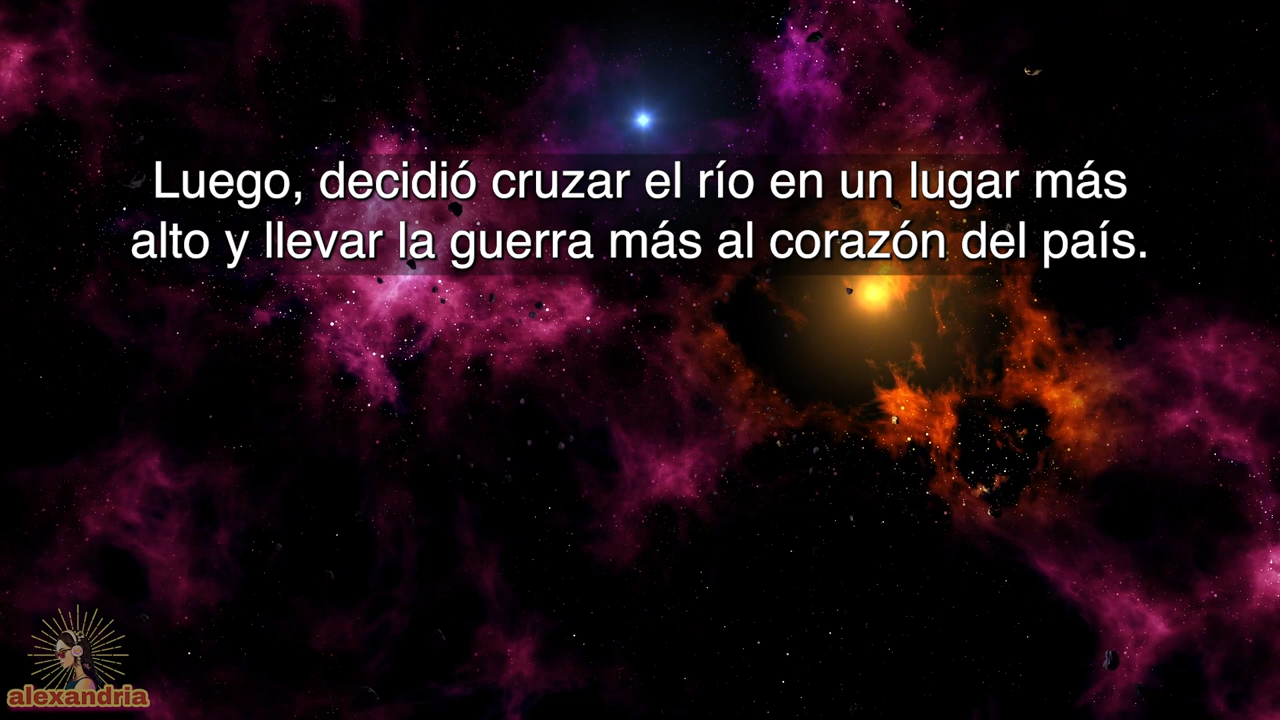 Luego, decidió cruzar el río en un lugar más
alto y llevar la guerra más al corazón del país.
alexandria